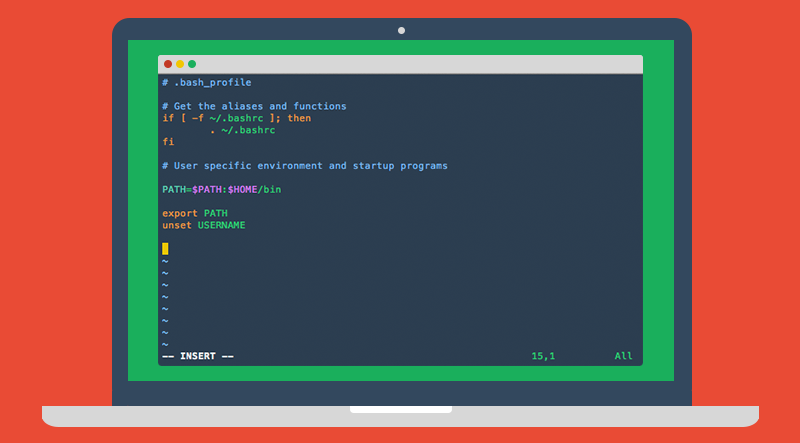 # .bash_profile
# Get the aliases and functions
if [ -f ~/.bashrc ]; then
        . ~/.bashrc
fi
# User specific environment and startup programs
PATH=$PATH:$HOME/bin
export PATH
unset USERNAME
~
~
~
~
~
~
~
~
-- INSERT --                                                  15,1          All